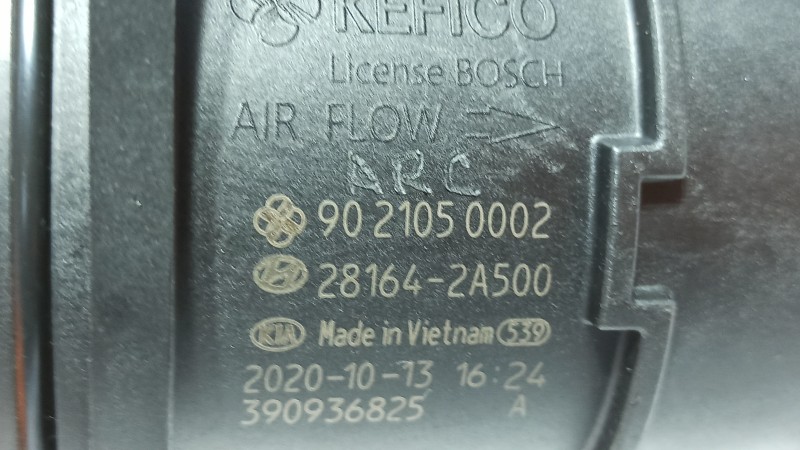 KEFICO
License BOSCH
AIR FLOW
ARC
90 2105 0002
28164-2A500
KIA Made in Vietnam 539
2020-10-13 16:24
390936825 A